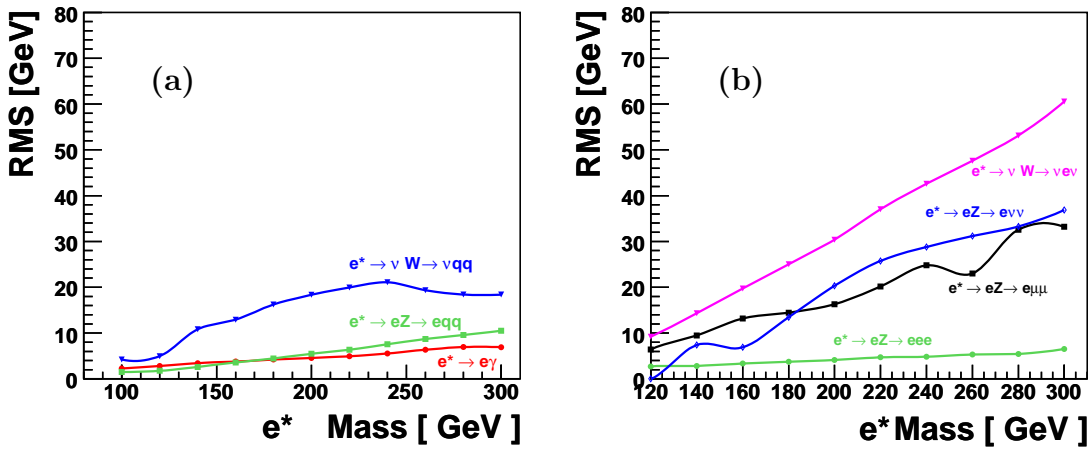 RMS [GeV]
80
70
60
50
40
30
20
10
0
(a)
e* → ν W → νqq
e* → eZ → eqq
e* → eγ
100 150 200 250 300
e* Mass [ GeV ]
RMS [GeV]
80
70
60
50
40
30
20
10
0
(b)
e* → ν W → νeν
e* → eZ → eνν
e* → eZ → eμμ
e* → eZ → eee
120 140 160 180 200 220 240 260 280 300
e* Mass [ GeV ]